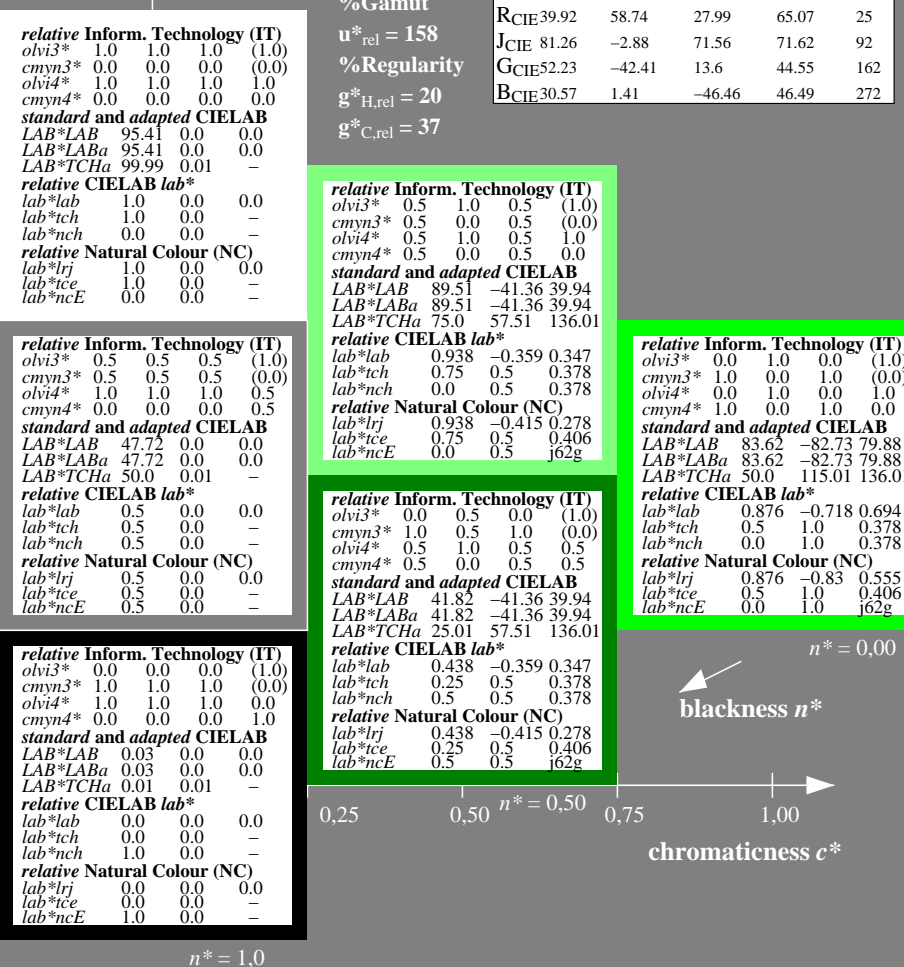 %Gamut
u*rel = 158
%Regularity
g*H,rel = 20
g*C,rel = 37
RCIE 39.92 58.74 27.99 65.07 25
JCIE 81.26 −2.88 71.56 71.62 92
GCIE 52.23 −42.41 13.6 44.55 162
BCIE 30.57 1.41 −46.46 46.49 272
relative Inform. Technology (IT)
olvi3* 1.0 1.0 1.0 (1.0)
cmyn3* 0.0 0.0 0.0 (0.0)
olvi4* 1.0 1.0 1.0 1.0
cmyn4* 0.0 0.0 0.0 0.0
standard and adapted CIELAB
LAB*LAB 95.41 0.0 0.0
LAB*LABa 95.41 0.0 0.0
LAB*TCHa 99.99 0.01 –
relative CIELAB lab*
lab*lab 1.0 0.0 0.0
lab*tch 1.0 0.0 –
lab*nch 0.0 0.0 –
relative Natural Colour (NC)
lab*lrj 1.0 0.0 0.0
lab*tce 1.0 0.0 –
lab*ncE 0.0 0.0 –
relative Inform. Technology (IT)
olvi3* 0.5 1.0 0.5 (1.0)
cmyn3* 0.5 0.0 0.5 (0.0)
olvi4* 0.5 1.0 0.5 1.0
cmyn4* 0.5 0.0 0.5 0.0
standard and adapted CIELAB
LAB*LAB 89.51 −41.36 39.94
LAB*LABa 89.51 −41.36 39.94
LAB*TCHa 75.0 57.51 136.01
relative CIELAB lab*
lab*lab 0.938 −0.359 0.347
lab*tch 0.75 0.5 0.378
lab*nch 0.0 0.5 0.378
relative Natural Colour (NC)
lab*lrj 0.938 −0.415 0.278
lab*tce 0.75 0.5 0.406
lab*ncE 0.0 0.5 j62g
relative Inform. Technology (IT)
olvi3* 0.5 0.5 0.5 (1.0)
cmyn3* 0.5 0.5 0.5 (0.0)
olvi4* 1.0 1.0 1.0 0.5
cmyn4* 0.0 0.0 0.0 0.5
standard and adapted CIELAB
LAB*LAB 47.72 0.0 0.0
LAB*LABa 47.72 0.0 0.0
LAB*TCHa 50.0 0.01 –
relative CIELAB lab*
lab*lab 0.5 0.0 0.0
lab*tch 0.5 0.0 –
lab*nch 0.5 0.0 –
relative Natural Colour (NC)
lab*lrj 0.5 0.0 0.0
lab*tce 0.5 0.0 –
lab*ncE 0.5 0.0 –
relative Inform. Technology (IT)
olvi3* 0.0 1.0 0.0 (1.0)
cmyn3* 1.0 0.0 1.0 (0.0)
olvi4* 0.0 1.0 0.0 1.0
cmyn4* 1.0 0.0 1.0 0.0
standard and adapted CIELAB
LAB*LAB 83.62 −82.73 79.88
LAB*LABa 83.62 −82.73 79.88
LAB*TCHa 50.0 115.01 136.0
relative CIELAB lab*
lab*lab 0.876 −0.718 0.694
lab*tch 0.5 1.0 0.378
lab*nch 0.0 1.0 0.378
relative Natural Colour (NC)
lab*lrj 0.876 −0.83 0.555
lab*tce 0.5 1.0 0.406
lab*ncE 0.0 1.0 j62g
relative Inform. Technology (IT)
olvi3* 0.0 0.5 0.0 (1.0)
cmyn3* 1.0 0.5 1.0 (0.0)
olvi4* 0.5 1.0 0.5 0.5
cmyn4* 0.5 0.0 0.5 0.5
standard and adapted CIELAB
LAB*LAB 41.82 −41.36 39.94
LAB*LABa 41.82 −41.36 39.94
LAB*TCHa 25.01 57.51 136.01
relative CIELAB lab*
lab*lab 0.438 −0.359 0.347
lab*tch 0.25 0.5 0.378
lab*nch 0.5 0.5 0.378
relative Natural Colour (NC)
lab*lrj 0.438 −0.415 0.278
lab*tce 0.25 0.5 0.406
lab*ncE 0.5 0.5 j62g
relative Inform. Technology (IT)
olvi3* 0.0 0.0 0.0 (1.0)
cmyn3* 1.0 1.0 1.0 (0.0)
olvi4* 1.0 1.0 1.0 0.0
cmyn4* 0.0 0.0 0.0 1.0
standard and adapted CIELAB
LAB*LAB 0.03 0.0 0.0
LAB*LABa 0.03 0.0 0.0
LAB*TCHa 0.01 0.01 –
relative CIELAB lab*
lab*lab 0.0 0.0 0.0
lab*tch 0.0 0.0 –
lab*nch 1.0 0.0 –
relative Natural Colour (NC)
lab*lrj 0.0 0.0 0.0
lab*tce 0.0 0.0 –
lab*ncE 1.0 0.0 –
n* = 0,00
blackness n*
n* = 0,50
0,25 0,50 0,75 1,00
chromaticness c*
n* = 1,0